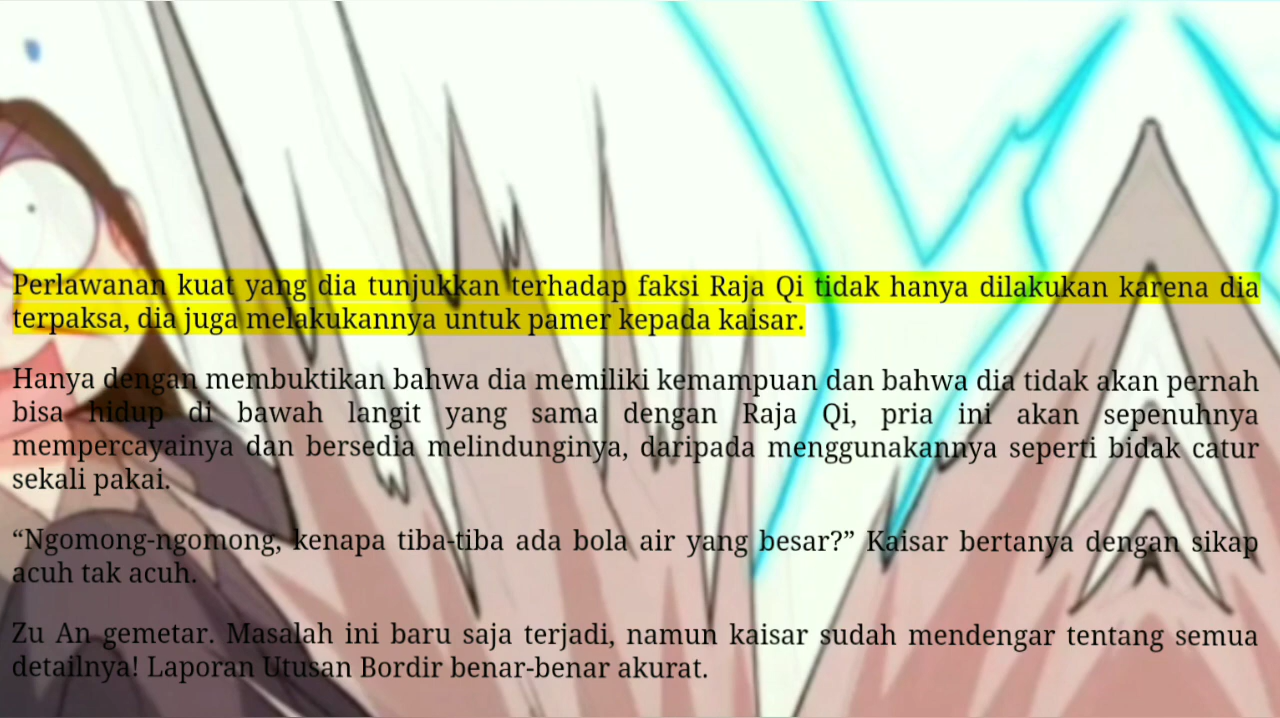 Perlawanan kuat yang dia tunjukkan terhadap faksi Raja Qi tidak hanya dilakukan karena dia
terpaksa, dia juga melakukannya untuk pamer kepada kaisar.
Hanya dengan membuktikan bahwa dia memiliki kemampuan dan bahwa dia tidak akan pernah
bisa hidup di bawah langit yang sama dengan Raja Qi, pria ini akan sepenuhnya
mempercayainya dan bersedia melindunginya, daripada menggunakannya seperti bidak catur
sekali pakai.
“Ngomong-ngomong, kenapa tiba-tiba ada bola air yang besar?” Kaisar bertanya dengan sikap
acuh tak acuh.
Zu An gemetar. Masalah ini baru saja terjadi, namun kaisar sudah mendengar tentang semua
detailnya! Laporan Utusan Bordir benar-benar akurat.